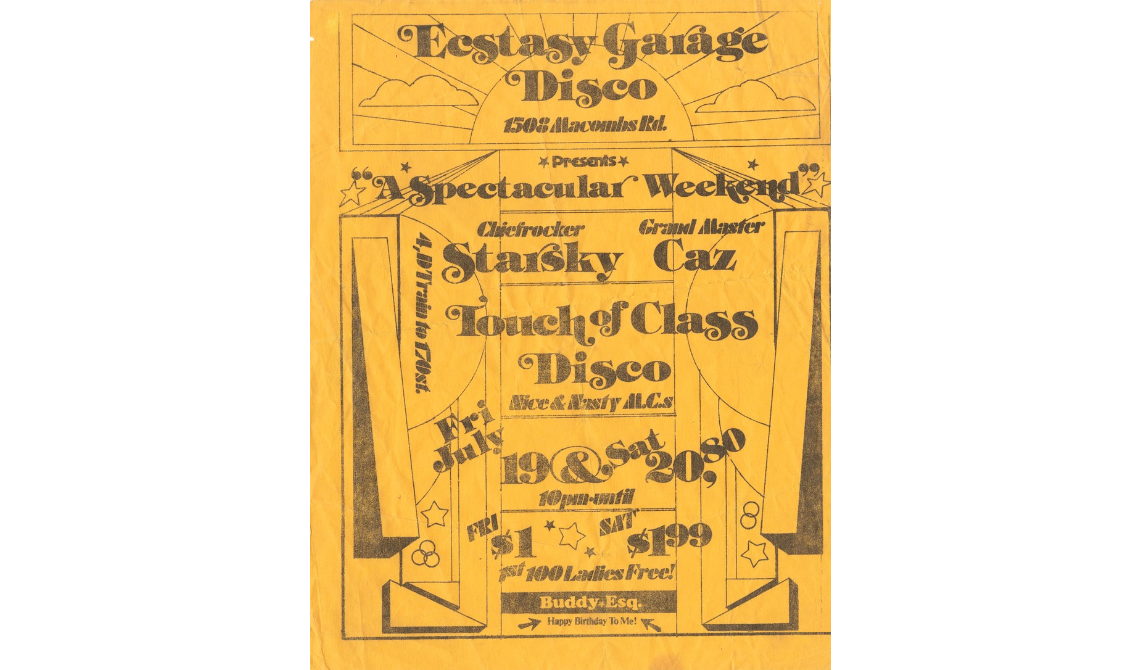 Ecstasy Garage
Disco
1508 Macombs Rd.
Presents
"A Spectacular Weekend"
Chiefrocker
Starsky
Grand Master
Caz
4, D Train to 170 st.
Touch of Class
Disco
Nice & Nasty M.C.s
Fri
July
19 & Sat 20, 80
10pm-until
FRI
$1
SAT
$1.99
1st 100 Ladies Free!
Buddy Esq.
Happy Birthday To Me!